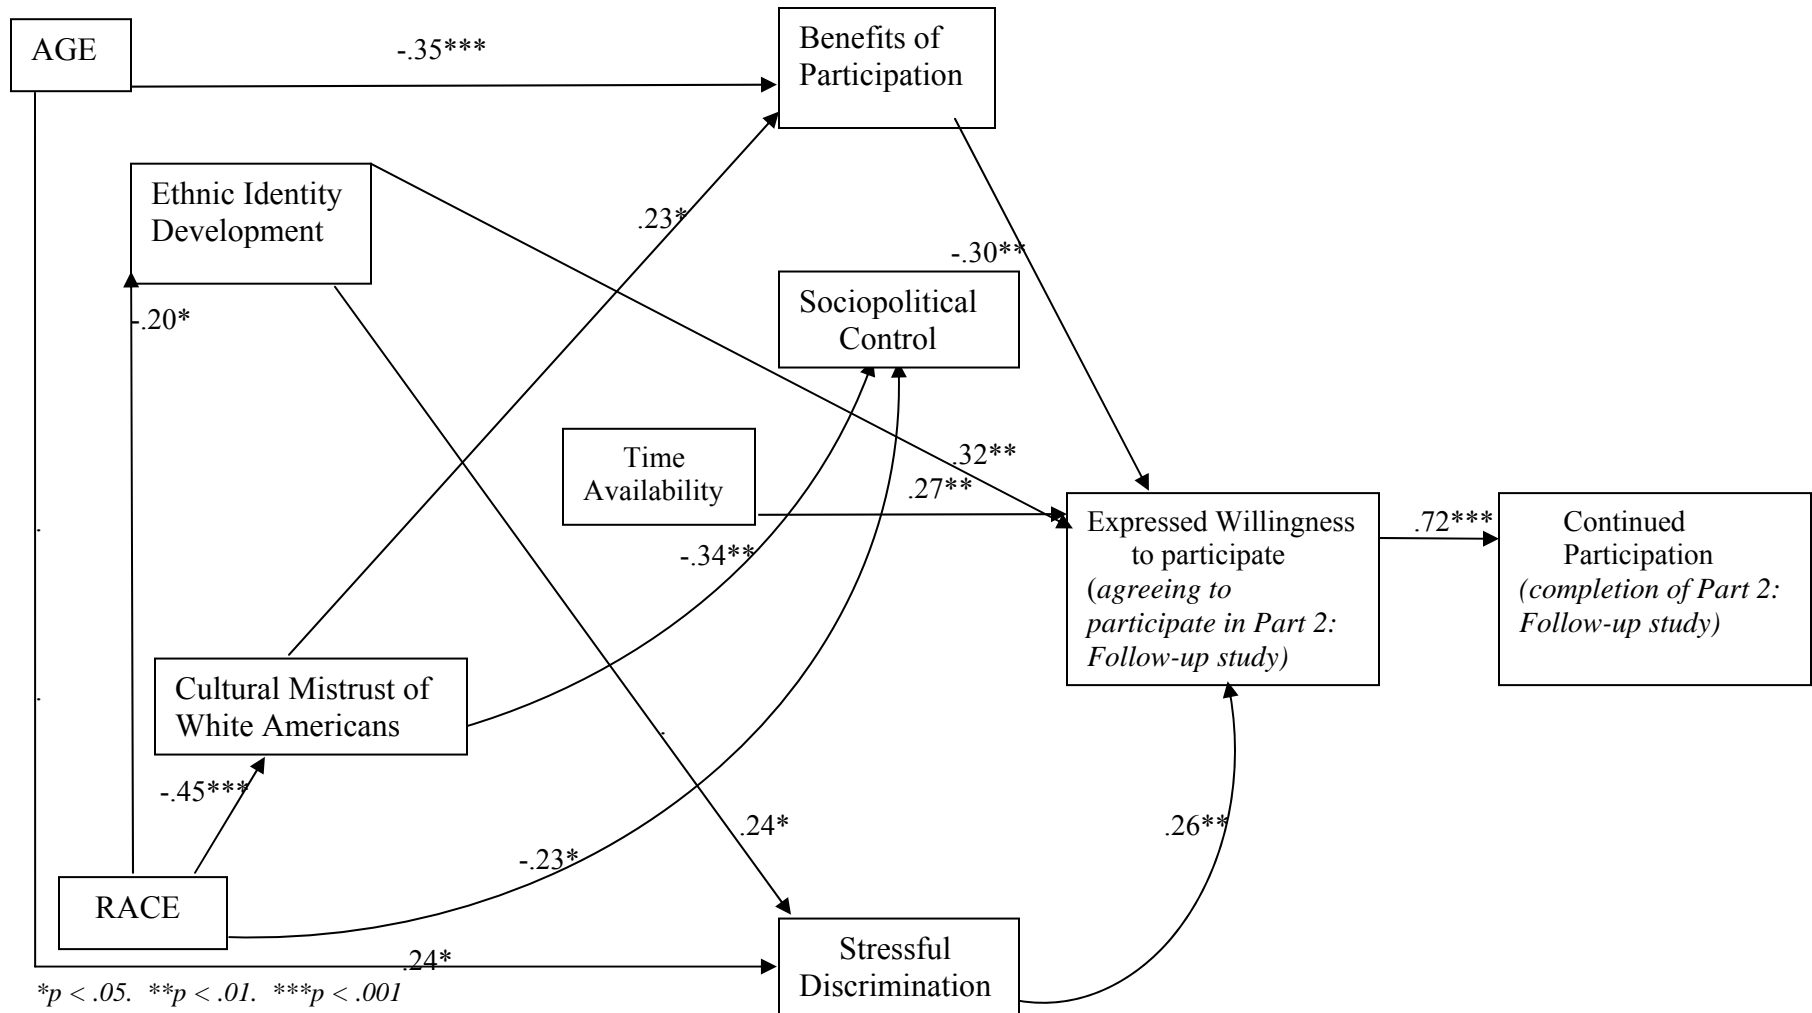 AGE
-.35***
Benefits of
Participation
Ethnic Identity
Development
.23*
-.30**
Sociopolitical
Control
-.20*
Time
Availability
.32**
.27**
Expressed Willingness
to participate
(agreeing to
participate in Part 2:
Follow-up study)
.72***
Continued
Participation
(completion of Part 2:
Follow-up study)
-.34**
Cultural Mistrust of
White Americans
-.45***
.24*
.26**
-.23*
RACE
Stressful
Discrimination
.24*
*p < .05. **p < .01. ***p < .001